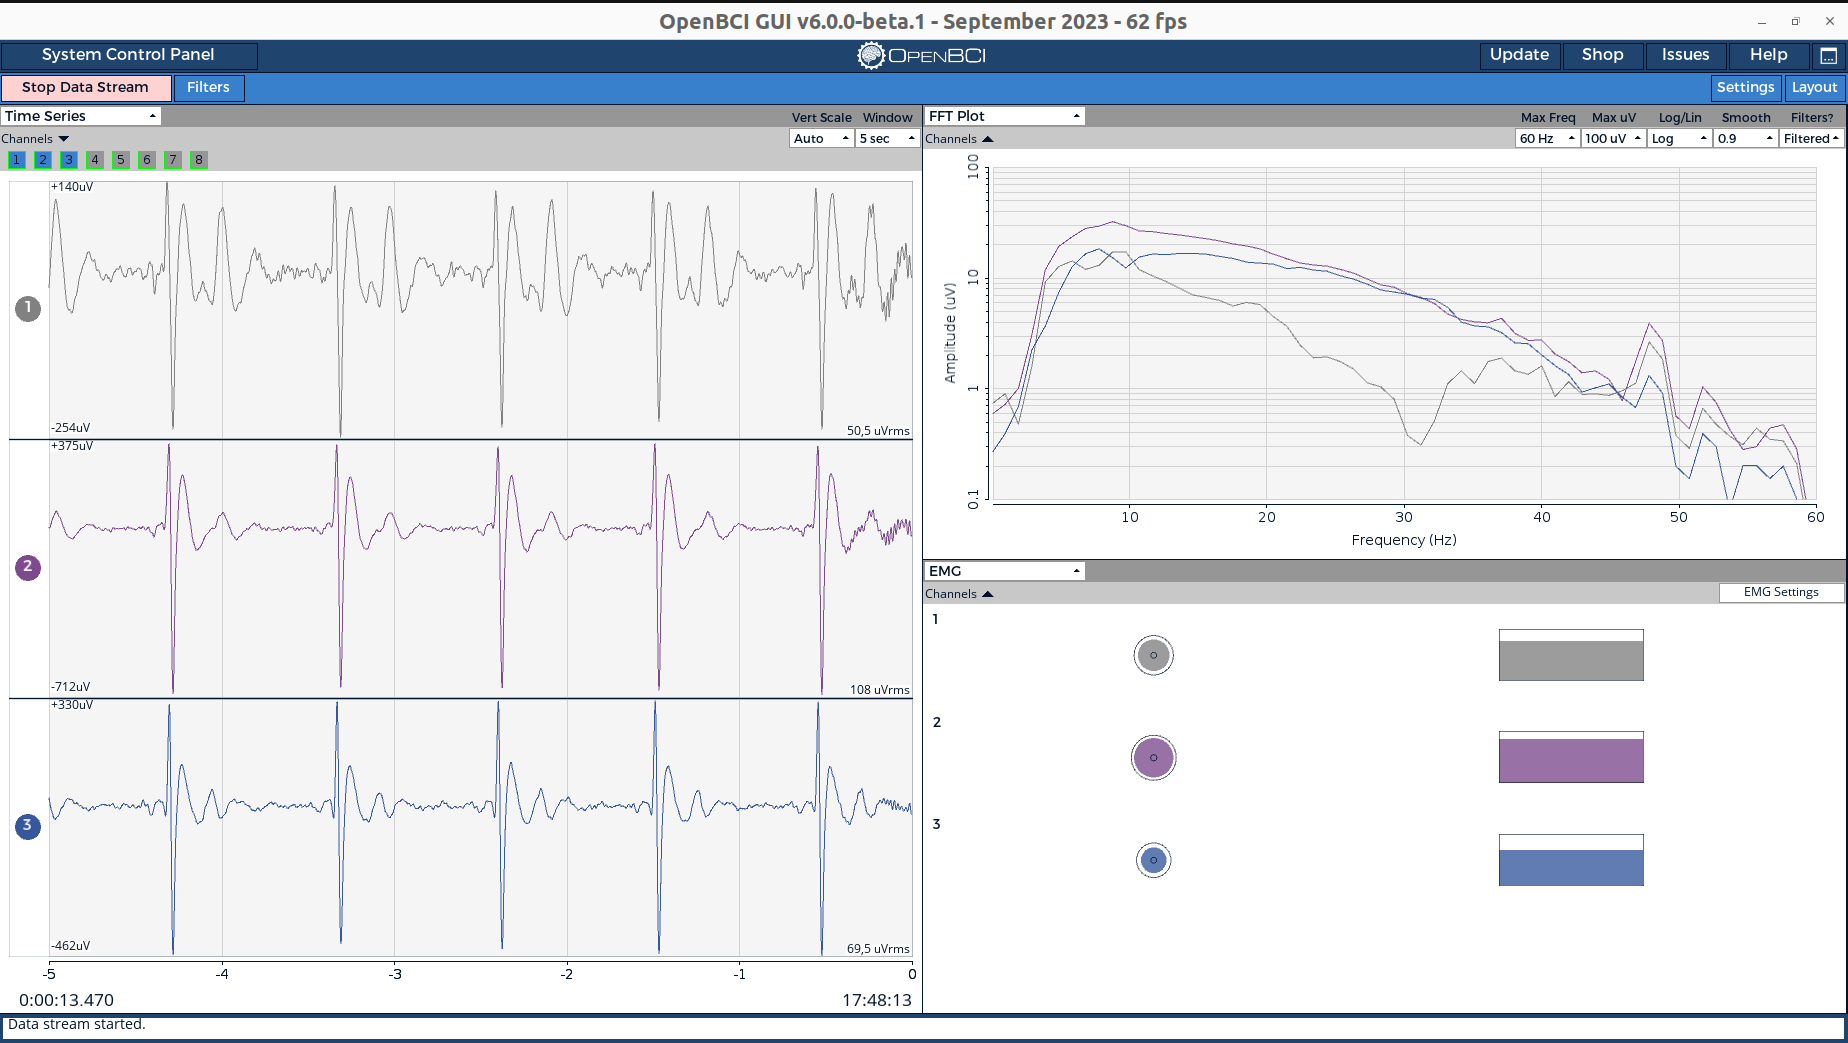 OpenBCI GUI v6.0.0-beta.1 - September 2023 - 62 fps
System Control Panel
OPENBCI
Update Shop Issues Help
Stop Data Stream Filters
Settings Layout
Time Series
Vert Scale Window
Channels
Auto 5 sec
1 2 3 4 5 6 7 8
+140uV
1
-254uV
50,5 uVrms
+375uV
2
-712uV
108 uVrms
+330uV
3
-462uV
69,5 uVrms
-5 -4 -3 -2 -1 0
0:00:13.470
17:48:13
FFT Plot
Max Freq Max uV Log/Lin Smooth Filters?
Channels
60 Hz 100 uV Log 0.9 Filtered
100
10
1
0.1
Amplitude (uV)
10 20 30 40 50 60
Frequency (Hz)
EMG
Channels
EMG Settings
1
2
3
Data stream started.